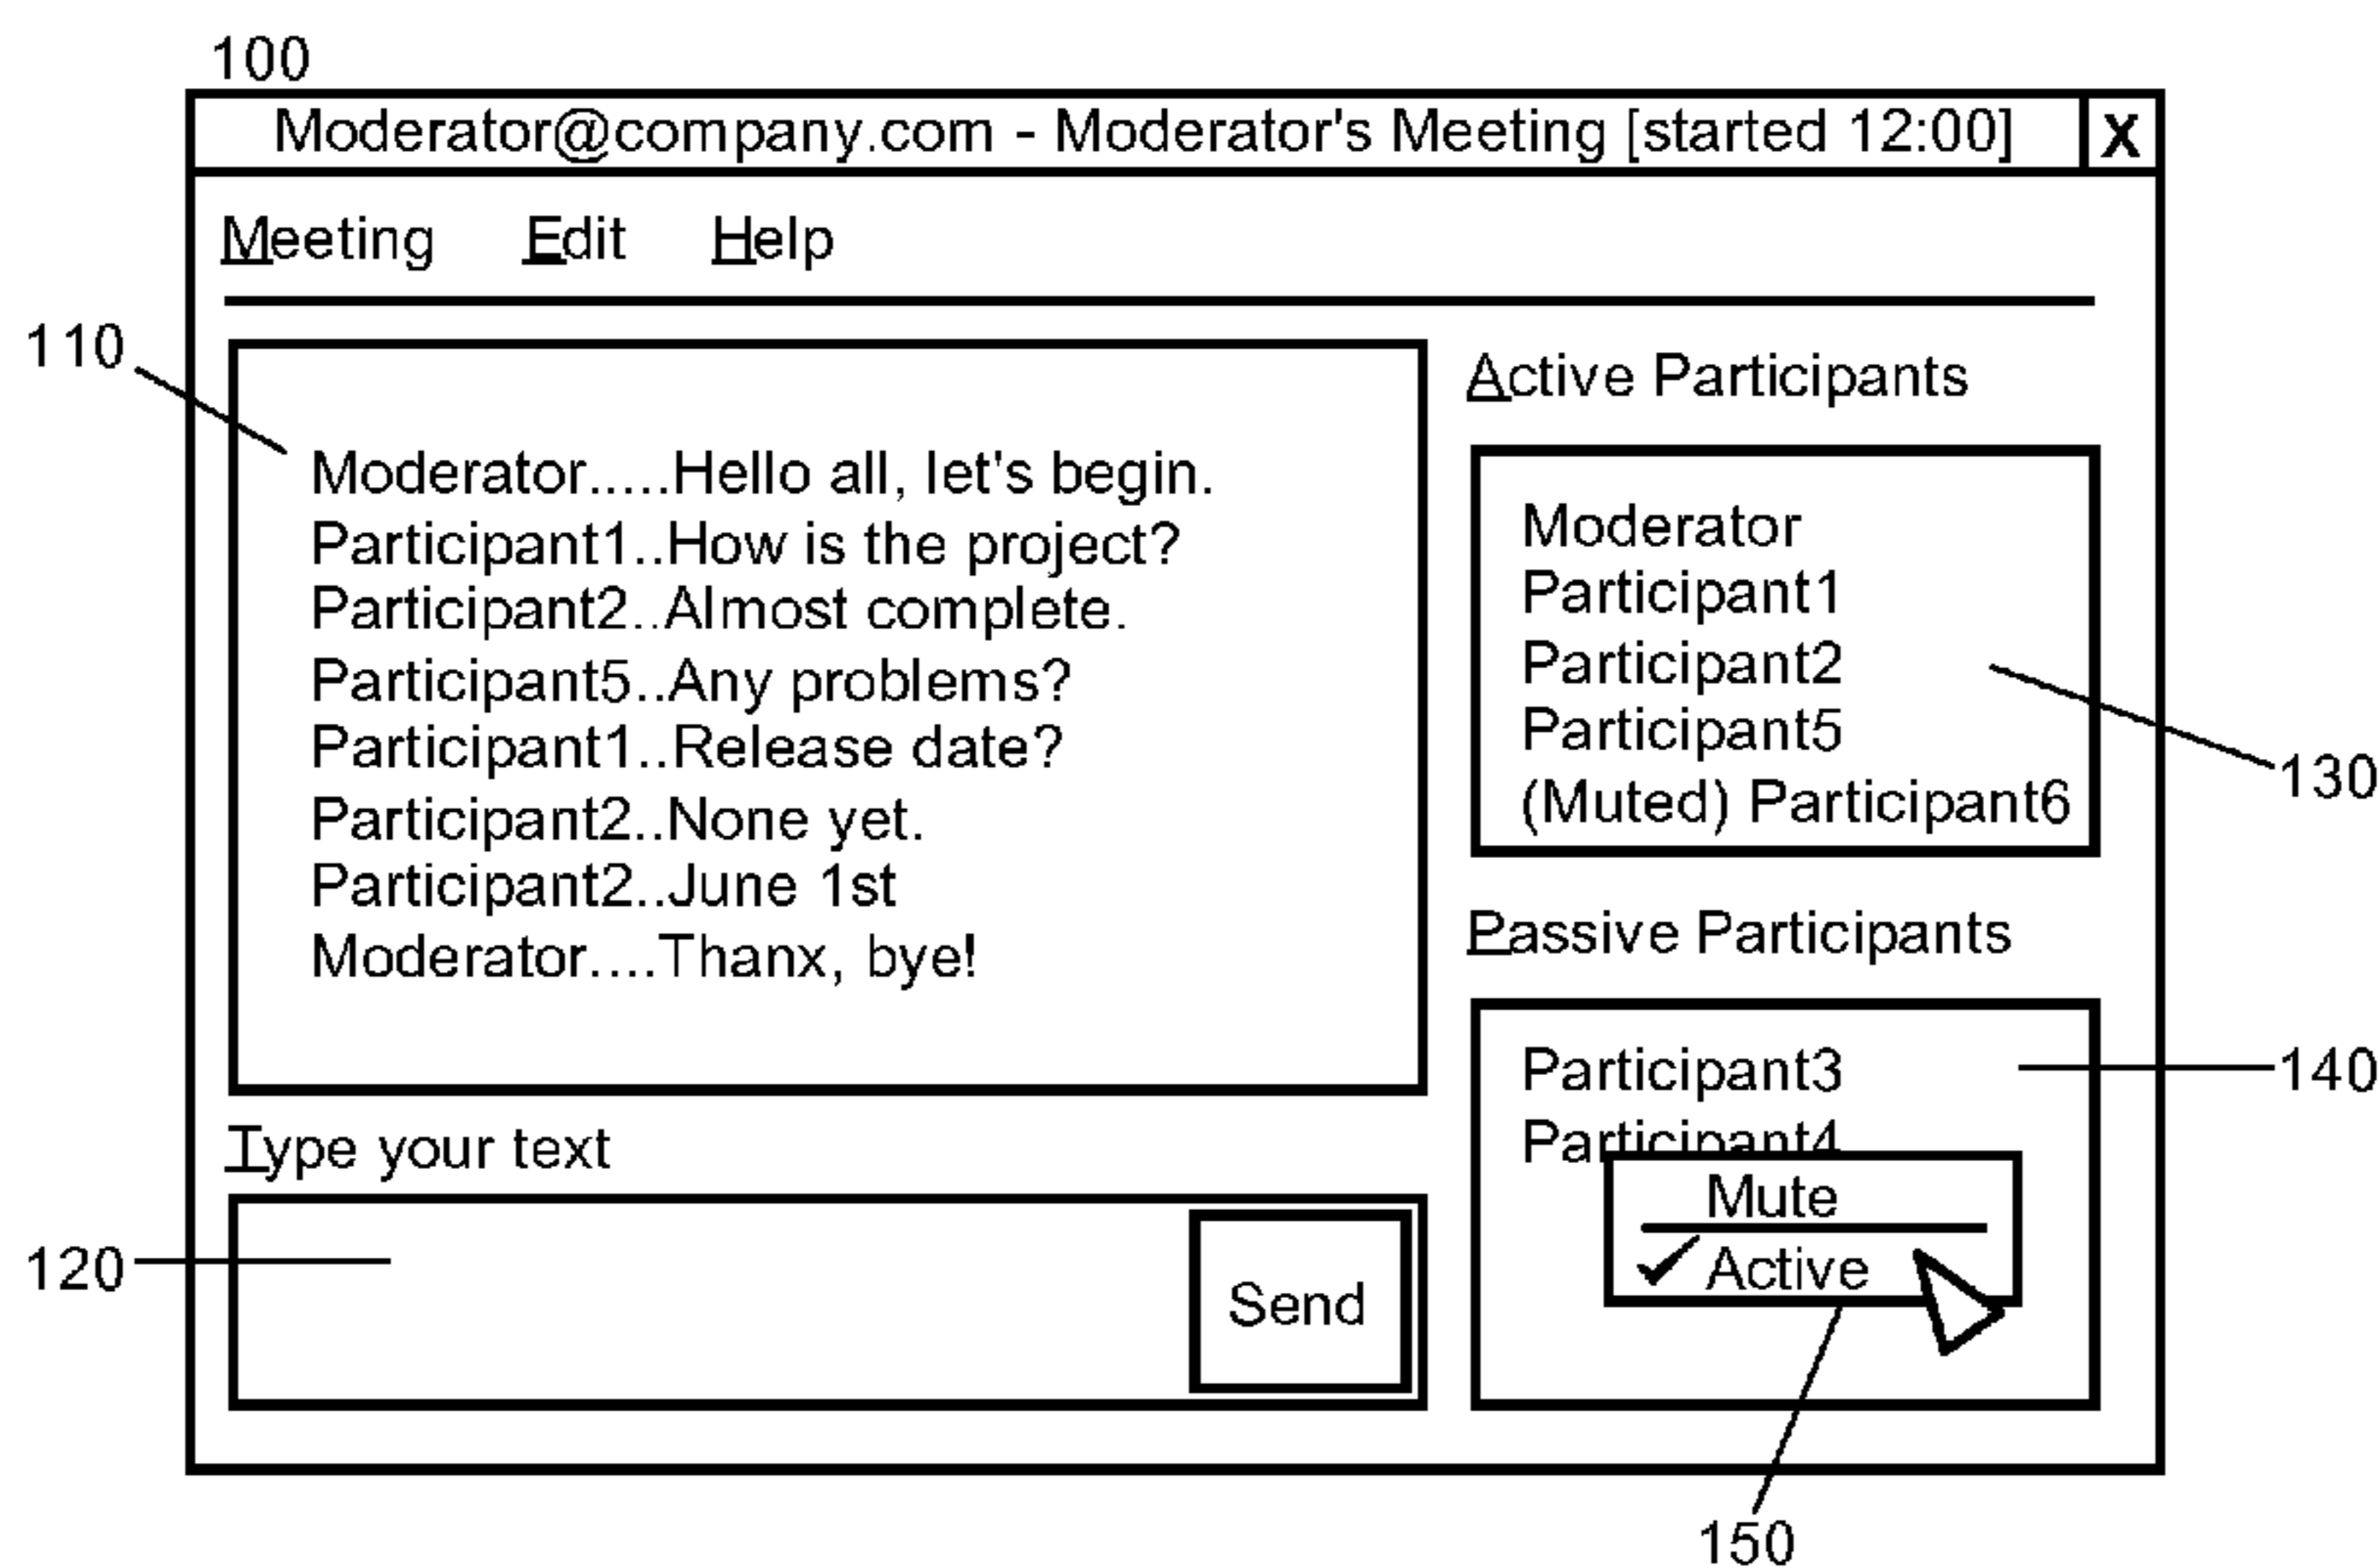 100
Moderator@company.com - Moderator's Meeting [started 12:00] X
Meeting Edit Help
110
Moderator.....Hello all, let's begin.
Participant1..How is the project?
Participant2..Almost complete.
Participant5..Any problems?
Participant1..Release date?
Participant2..None yet.
Participant2..June 1st
Moderator....Thanx, bye!
Type your text
120
Send
Active Participants
Moderator
Participant1
Participant2
Participant5
(Muted) Participant6
130
Passive Participants
Participant3
140
Participant4
Mute
Active
150